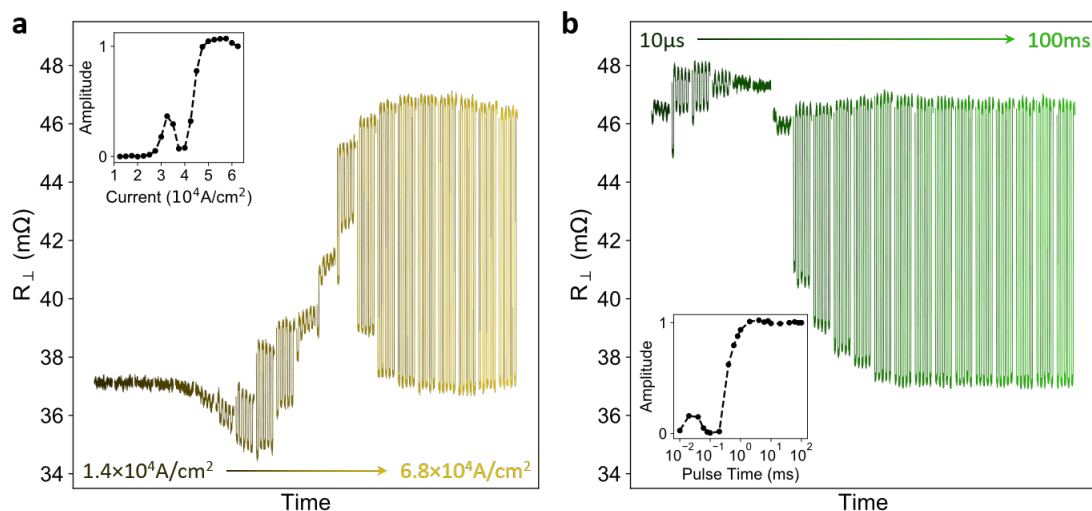 a
R⊥ (mΩ)
48
46
44
42
40
38
36
34
Amplitude
1
0
1 2 3 4 5 6
Current (10⁴A/cm²)
1.4×10⁴A/cm²
6.8×10⁴A/cm²
Time
b
10µs
100ms
R⊥ (mΩ)
48
46
44
42
40
38
36
34
Amplitude
1
0
10⁻² 10⁻¹ 10⁰ 10¹ 10²
Pulse Time (ms)
Time